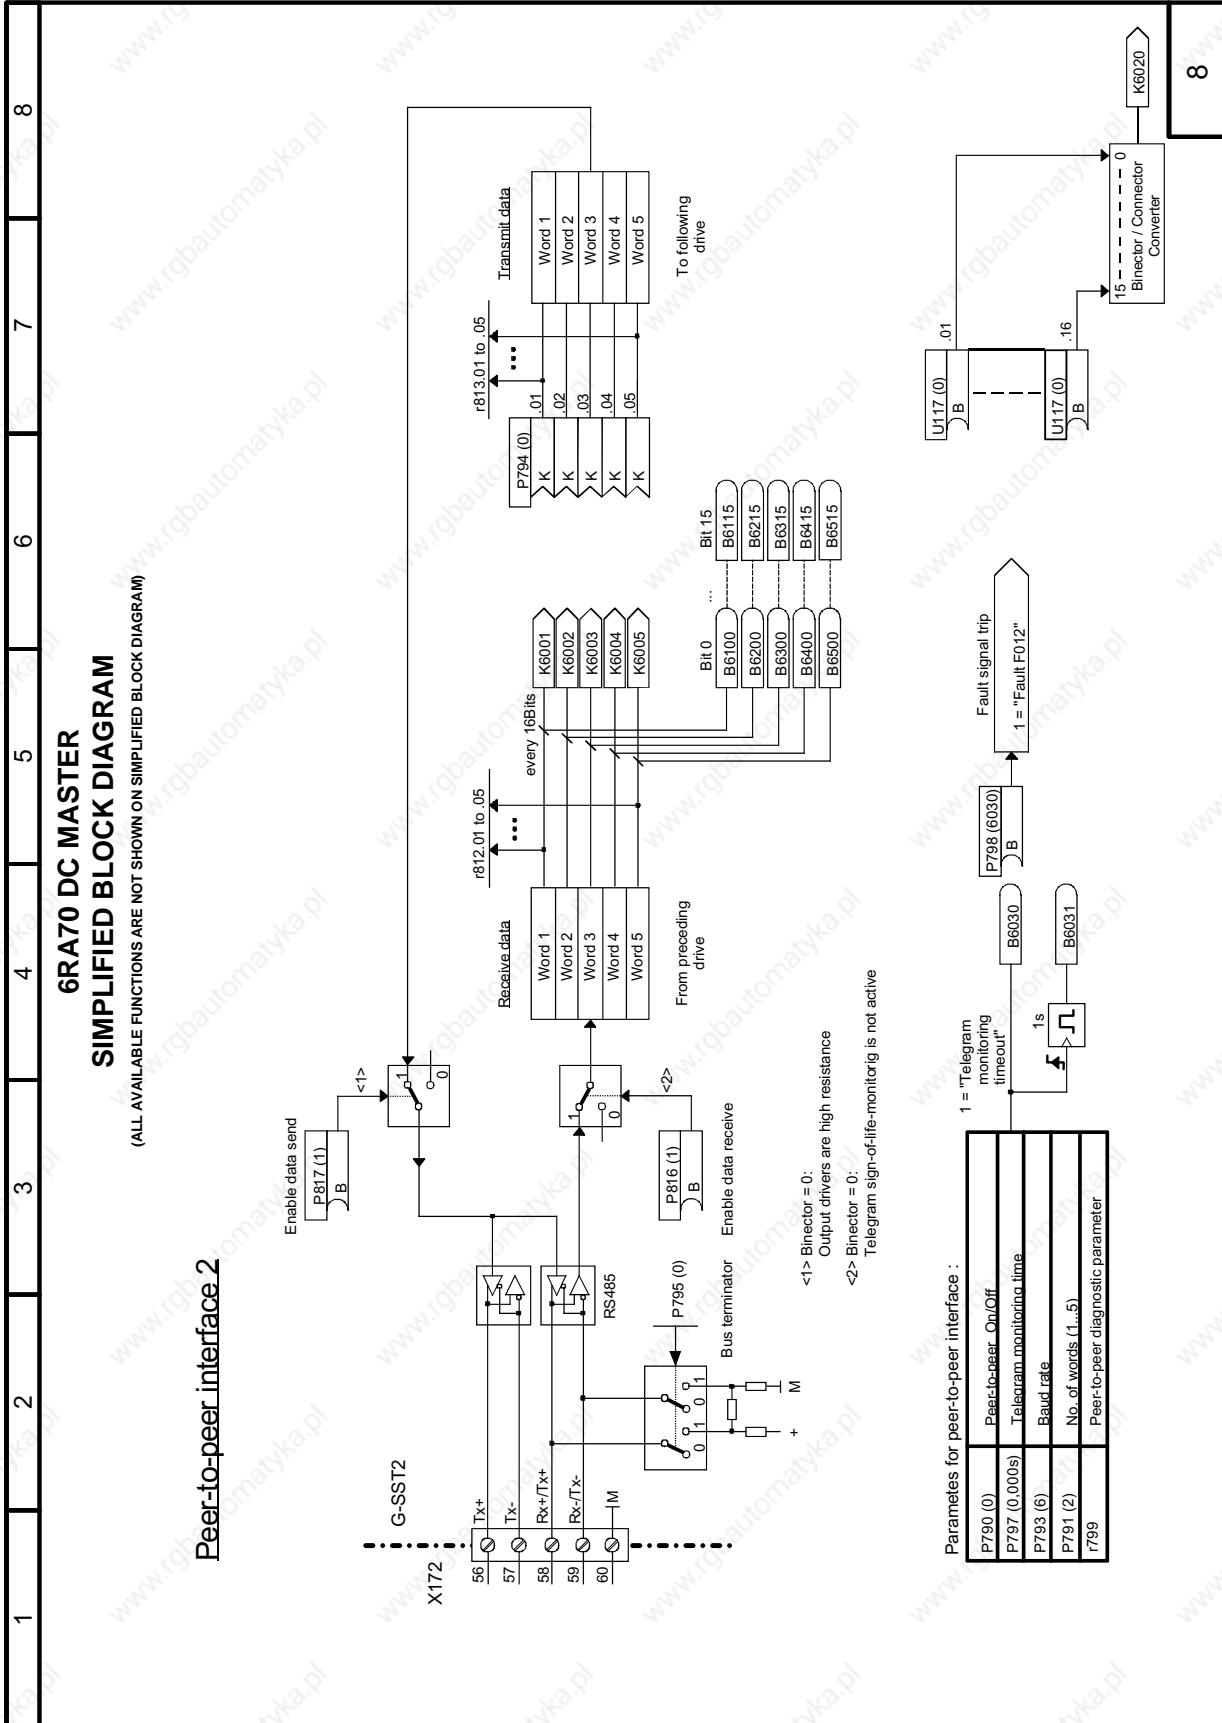 1 2 3 4 5 6 7 8
6RA70 DC MASTER
SIMPLIFIED BLOCK DIAGRAM
(ALL AVAILABLE FUNCTIONS ARE NOT SHOWN ON SIMPLIFIED BLOCK DIAGRAM)
Peer-to-peer interface 2
G-SST2
X172
56
57
58
59
60
Tx+
Tx-
Rx+/Tx+
Rx-/Tx-
M
Enable data send
P817 (1)
B
<1>
1
0
RS485
P795 (0)
Bus terminator
0 1 0 1
+
M
1
0
<2>
P816 (1)
B
Enable data receive
<1> Binector = 0:
Output drivers are high resistance
<2> Binector = 0:
Telegram sign-of-life-monitorig is not active
Receive data
Word 1
Word 2
Word 3
Word 4
Word 5
From preceding
drive
r812.01 to .05
every 16Bits
K6001
K6002
K6003
K6004
K6005
Bit 0
...
Bit 15
B6100
B6115
B6200
B6215
B6300
B6315
B6400
B6415
B6500
B6515
P794 (0)
K
.01
K
.02
K
.03
K
.04
K
.05
r813.01 to .05
Transmit data
Word 1
Word 2
Word 3
Word 4
Word 5
To following
drive
Parametes for peer-to-peer interface :
P790 (0) Peer-to-peer On/Off
P797 (0,000s) Telegram monitoring time
P793 (6) Baud rate
P791 (2) No. of words (1...5)
r799 Peer-to-peer diagnostic parameter
1 = "Telegram
monitoring
timeout"
1s
B6030
B6031
P798 (6030)
B
Fault signal trip
1 = "Fault F012"
U117 (0)
B
.01
U117 (0)
B
.16
15
0
Binector / Connector
Converter
K6020
8
www.rgbautomatyka.pl